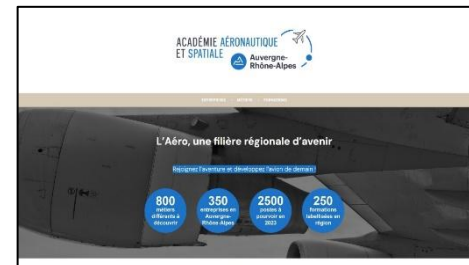 ACADÉMIE AÉRONAUTIQUE
ET SPATIALE
Auvergne-
Rhône-Alpes
L'Aéro, une filière régionale d'avenir
Rejoignez l'aventure et développez l'avion de demain !
800
métiers
différents à
découvrir
350
entreprises en
Auvergne-
Rhône-Alpes
2500
postes à
pourvoir en
2023
250
formations
labellisées en
région